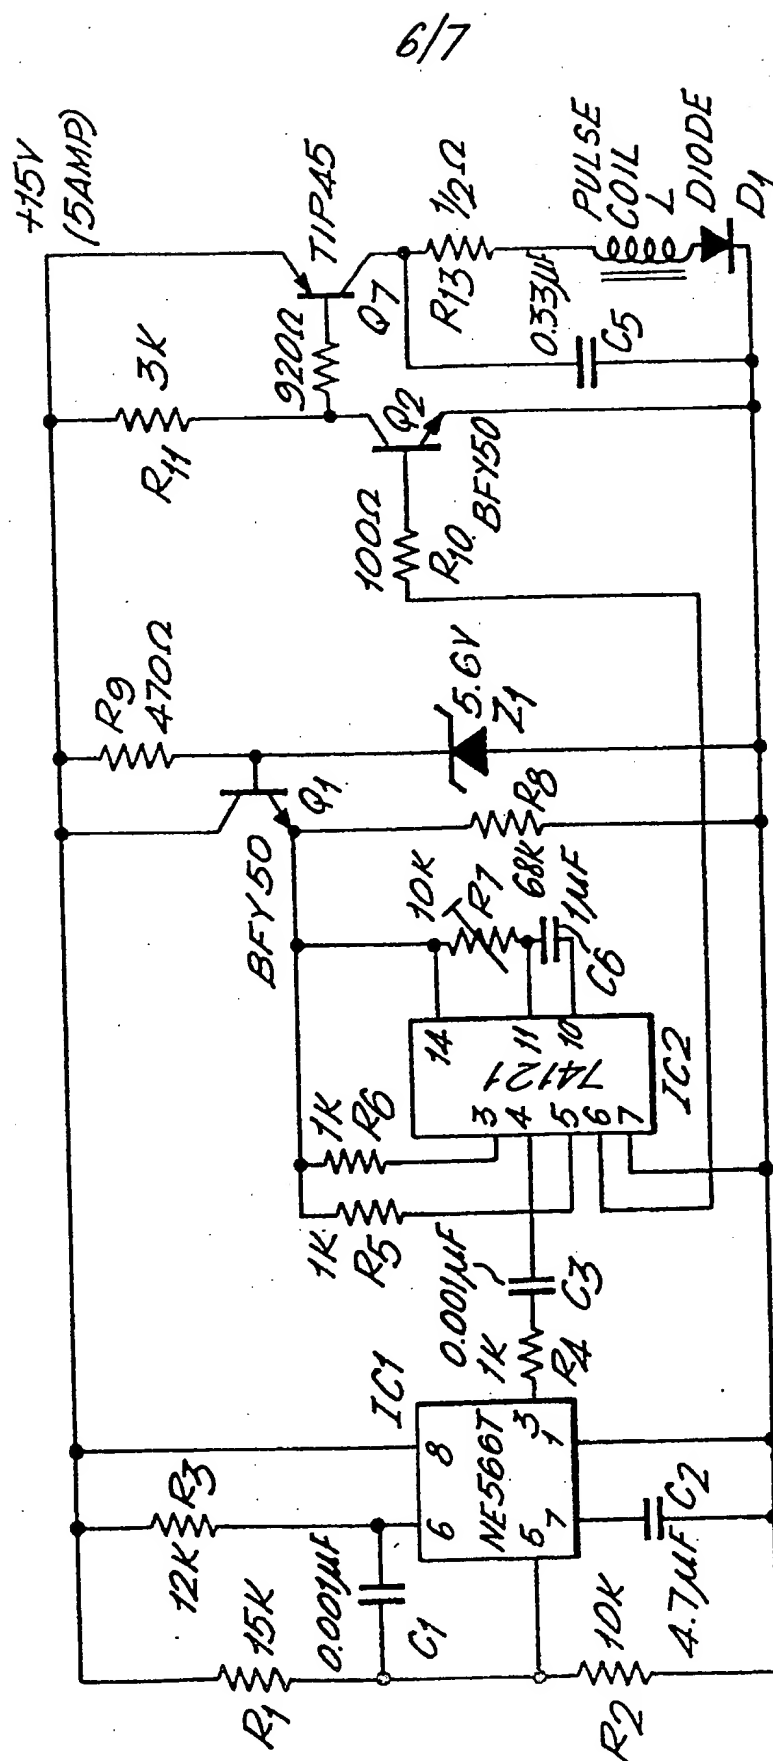 6/7
+15V
(5AMP)
R1
15K
R3
12K
0.001µF
C1
R2
10K
IC1
NE566T
8
6
5
7
3
1
4.7µF
C2
1K
R4
0.001µF
C3
1K
R5
1K
R6
IC2
74121
14
3
4
5
6
7
11
10
10K
R7
1µF
C6
68K
R8
BFY50
Q1
R9
470Ω
5.6V
Z1
R11
3K
100Ω
R10
Q2
BFY50
920Ω
TIP45
Q7
R13
1/2Ω
0.33µF
C5
PULSE
COIL
L
DIODE
D1